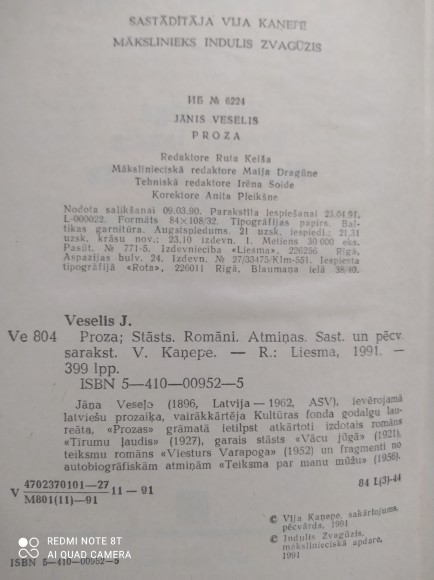 SASTĀDĪTĀJA VIJA KAŅEPE
MĀKSLINIEKS INDULIS ZVAGŪZIS
ИБ № 6224
JĀNIS VESELIS
PROZA
Redaktore Ruta Kelša
Mākslinieciskā redaktore Maija Dragūne
Tehniskā redaktore Irēna Soide
Korektore Anita Pleikšne
Nodota salikšanai 09.03.90. Parakstīta iespiešanai 23.04.91.
L-000022. Formāts 84×108/32. Tipogrāfijas papīrs. Bal-
tikas garnitūra. Augstspiedums. 21 uzsk. iespiedl.; 21,31
uzsk. krāsu nov.; 23,10 izdevn. l. Metiens 30 000 eks.
Pasūt. № 771-5. Izdevniecība «Liesma», 226256 Rīgā,
Aspazijas bulv. 24. Izdevn. № 27/33475/Klm-551. Iespiesta
tipogrāfijā «Rota», 226011 Rīgā, Blaumaņa ielā 38/40.
Veselis J.
Ve 804 Proza; Stāsts. Romāni. Atmiņas. Sast. un pēcv.
sarakst. V. Kaņepe. — R.: Liesma, 1991. —
399 lpp.
ISBN 5—410—00952—5
Jāņa Veseļa (1896, Latvija — 1962, ASV), ievērojamā
latviešu prozaiķa, vairākkārtēja Kultūras fonda godalgu lau-
reāta, «Prozas» grāmatā ietilpst atkārtoti izdotais romāns
«Tīrumu ļaudis» (1927), garais stāsts «Vācu jūgā» (1921),
teiksmu romāns «Viesturs Varapoga» (1952) un fragmenti no
autobiogrāfiskām atmiņām «Teiksma par manu mūžu» (1956).
V 4702370101—27
M801(11)—91 11 — 91
84 L(3)-44
© Vija Kaņepe, sakārtojums,
pēcvārds, 1991
© Indulis Zvagūzis,
mākslinieciskā apdare,
1991
ISBN 5—410—00952—5
REDMI NOTE 8T
AI QUAD CAMERA